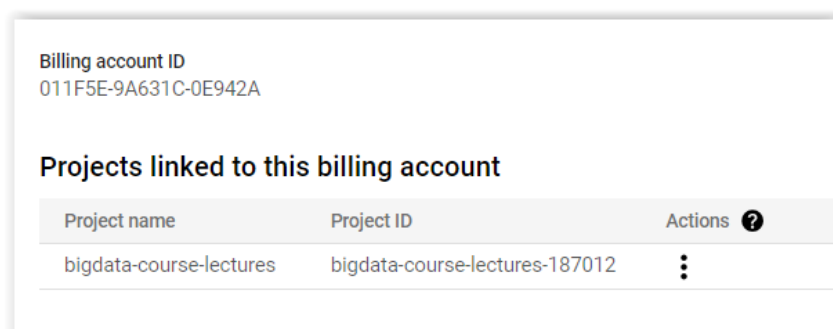 Billing account ID
011F5E-9A631C-0E942A
Projects linked to this billing account
Project name Project ID Actions ?
bigdata-course-lectures bigdata-course-lectures-187012